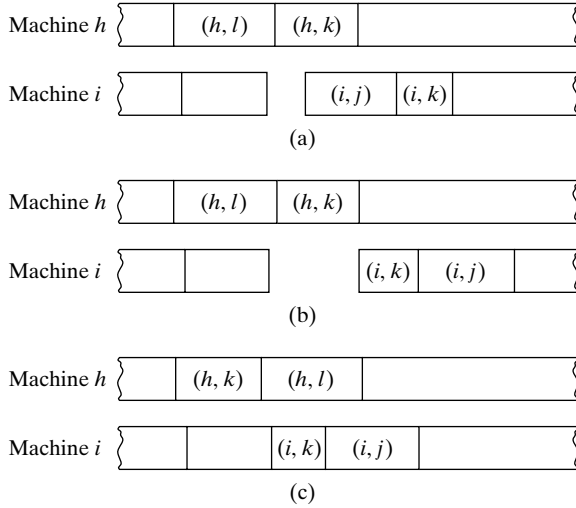 Machine h (h, l) (h, k)
Machine i (i, j) (i, k)
(a)
Machine h (h, l) (h, k)
Machine i (i, k) (i, j)
(b)
Machine h (h, k) (h, l)
Machine i (i, k) (i, j)
(c)